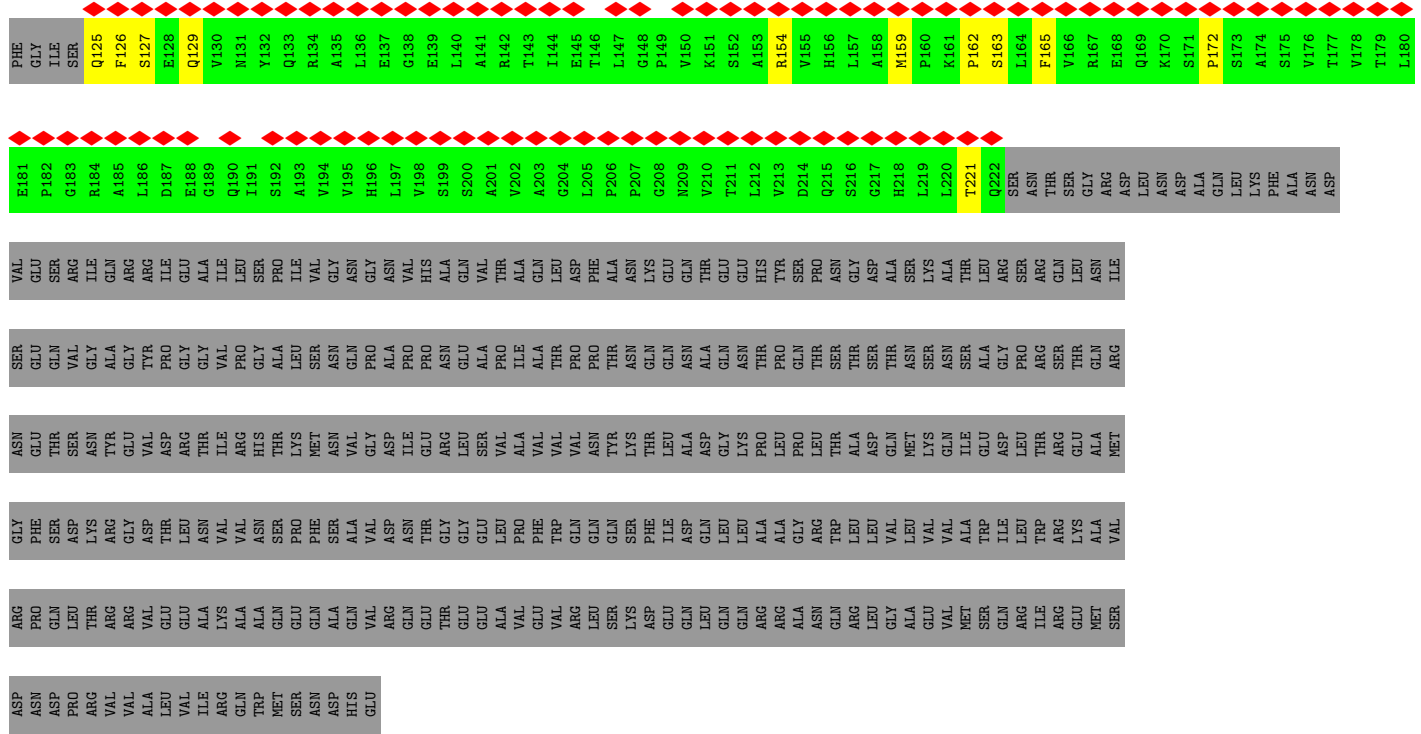 PHE GLY ILE SER Q125 F126 S127 E128 Q129 V130 N131 Y132 Q133 R134 A135 L136 E137 G138 E139 L140 A141 R142 T143 I144 E145 T146 L147 G148 P149 V150 K151 S152 A153 R154 V155 H156 L157 A158 M159 P160 K161 P162 S163 L164 F165 V166 R167 E168 Q169 K170 S171 P172 S173 A174 S175 V176 T177 V178 T179 L180
E181 P182 G183 R184 A185 L186 D187 E188 G189 Q190 I191 S192 A193 V194 V195 H196 L197 V198 S199 S200 A201 V202 A203 G204 L205 P206 P207 G208 N209 V210 T211 L212 V213 D214 Q215 S216 G217 H218 L219 L220 T221 Q222 SER ASN THR SER GLY ARG ASP LEU ASN ASP ALA GLN LEU LYS PHE ALA ASN ASP
VAL GLU SER ARG ILE GLN ARG ARG ILE GLU ALA ILE LEU SER PRO ILE VAL GLY ASN GLY ASN VAL HIS ALA GLN VAL THR ALA GLN LEU ASP PHE ALA ASN LYS GLU GLN THR GLU GLU HIS TYR SER PRO ASN GLY ASP ALA SER LYS ALA THR LEU ARG SER ARG GLN LEU ASN ILE
SER GLU GLN VAL GLY ALA GLY TYR PRO GLY GLY VAL PRO GLY ALA LEU SER ASN GLN PRO ALA PRO PRO ASN GLU ALA PRO ILE ALA THR PRO PRO THR ASN GLN GLN ASN ALA GLN ASN THR PRO GLN THR SER THR SER THR ASN SER ASN SER ALA GLY PRO ARG SER THR GLN ARG
ASN GLU THR SER ASN TYR GLU VAL ASP ARG THR ILE ARG HIS THR LYS MET ASN VAL GLY ASP ILE GLU ARG LEU SER VAL ALA VAL VAL VAL ASN TYR LYS THR LEU ALA ASP GLY LYS PRO LEU PRO LEU THR ALA ASP GLN MET LYS GLN ILE GLU ASP LEU THR ARG GLU ALA MET
GLY PHE SER ASP LYS ARG GLY ASP THR LEU ASN VAL VAL ASN SER PRO PHE SER ALA VAL ASP ASN THR GLY GLY GLU LEU PRO PHE TRP GLN GLN GLN SER PHE ILE ASP GLN LEU LEU ALA ALA GLY ARG TRP LEU LEU VAL LEU VAL VAL ALA TRP ILE LEU TRP ARG LYS ALA VAL
ARG PRO GLN LEU THR ARG ARG VAL GLU GLU ALA LYS ALA ALA GLN GLU GLN ALA GLN VAL ARG GLN GLU THR GLU GLU ALA VAL GLU VAL ARG LEU SER LYS ASP GLU GLN LEU GLN GLN ARG ARG ALA ASN GLN ARG LEU GLY ALA GLU VAL MET SER GLN ARG ILE ARG GLU MET SER
ASP ASN ASP PRO ARG VAL VAL ALA LEU VAL ILE ARG GLN TRP MET SER ASN ASP HIS GLU